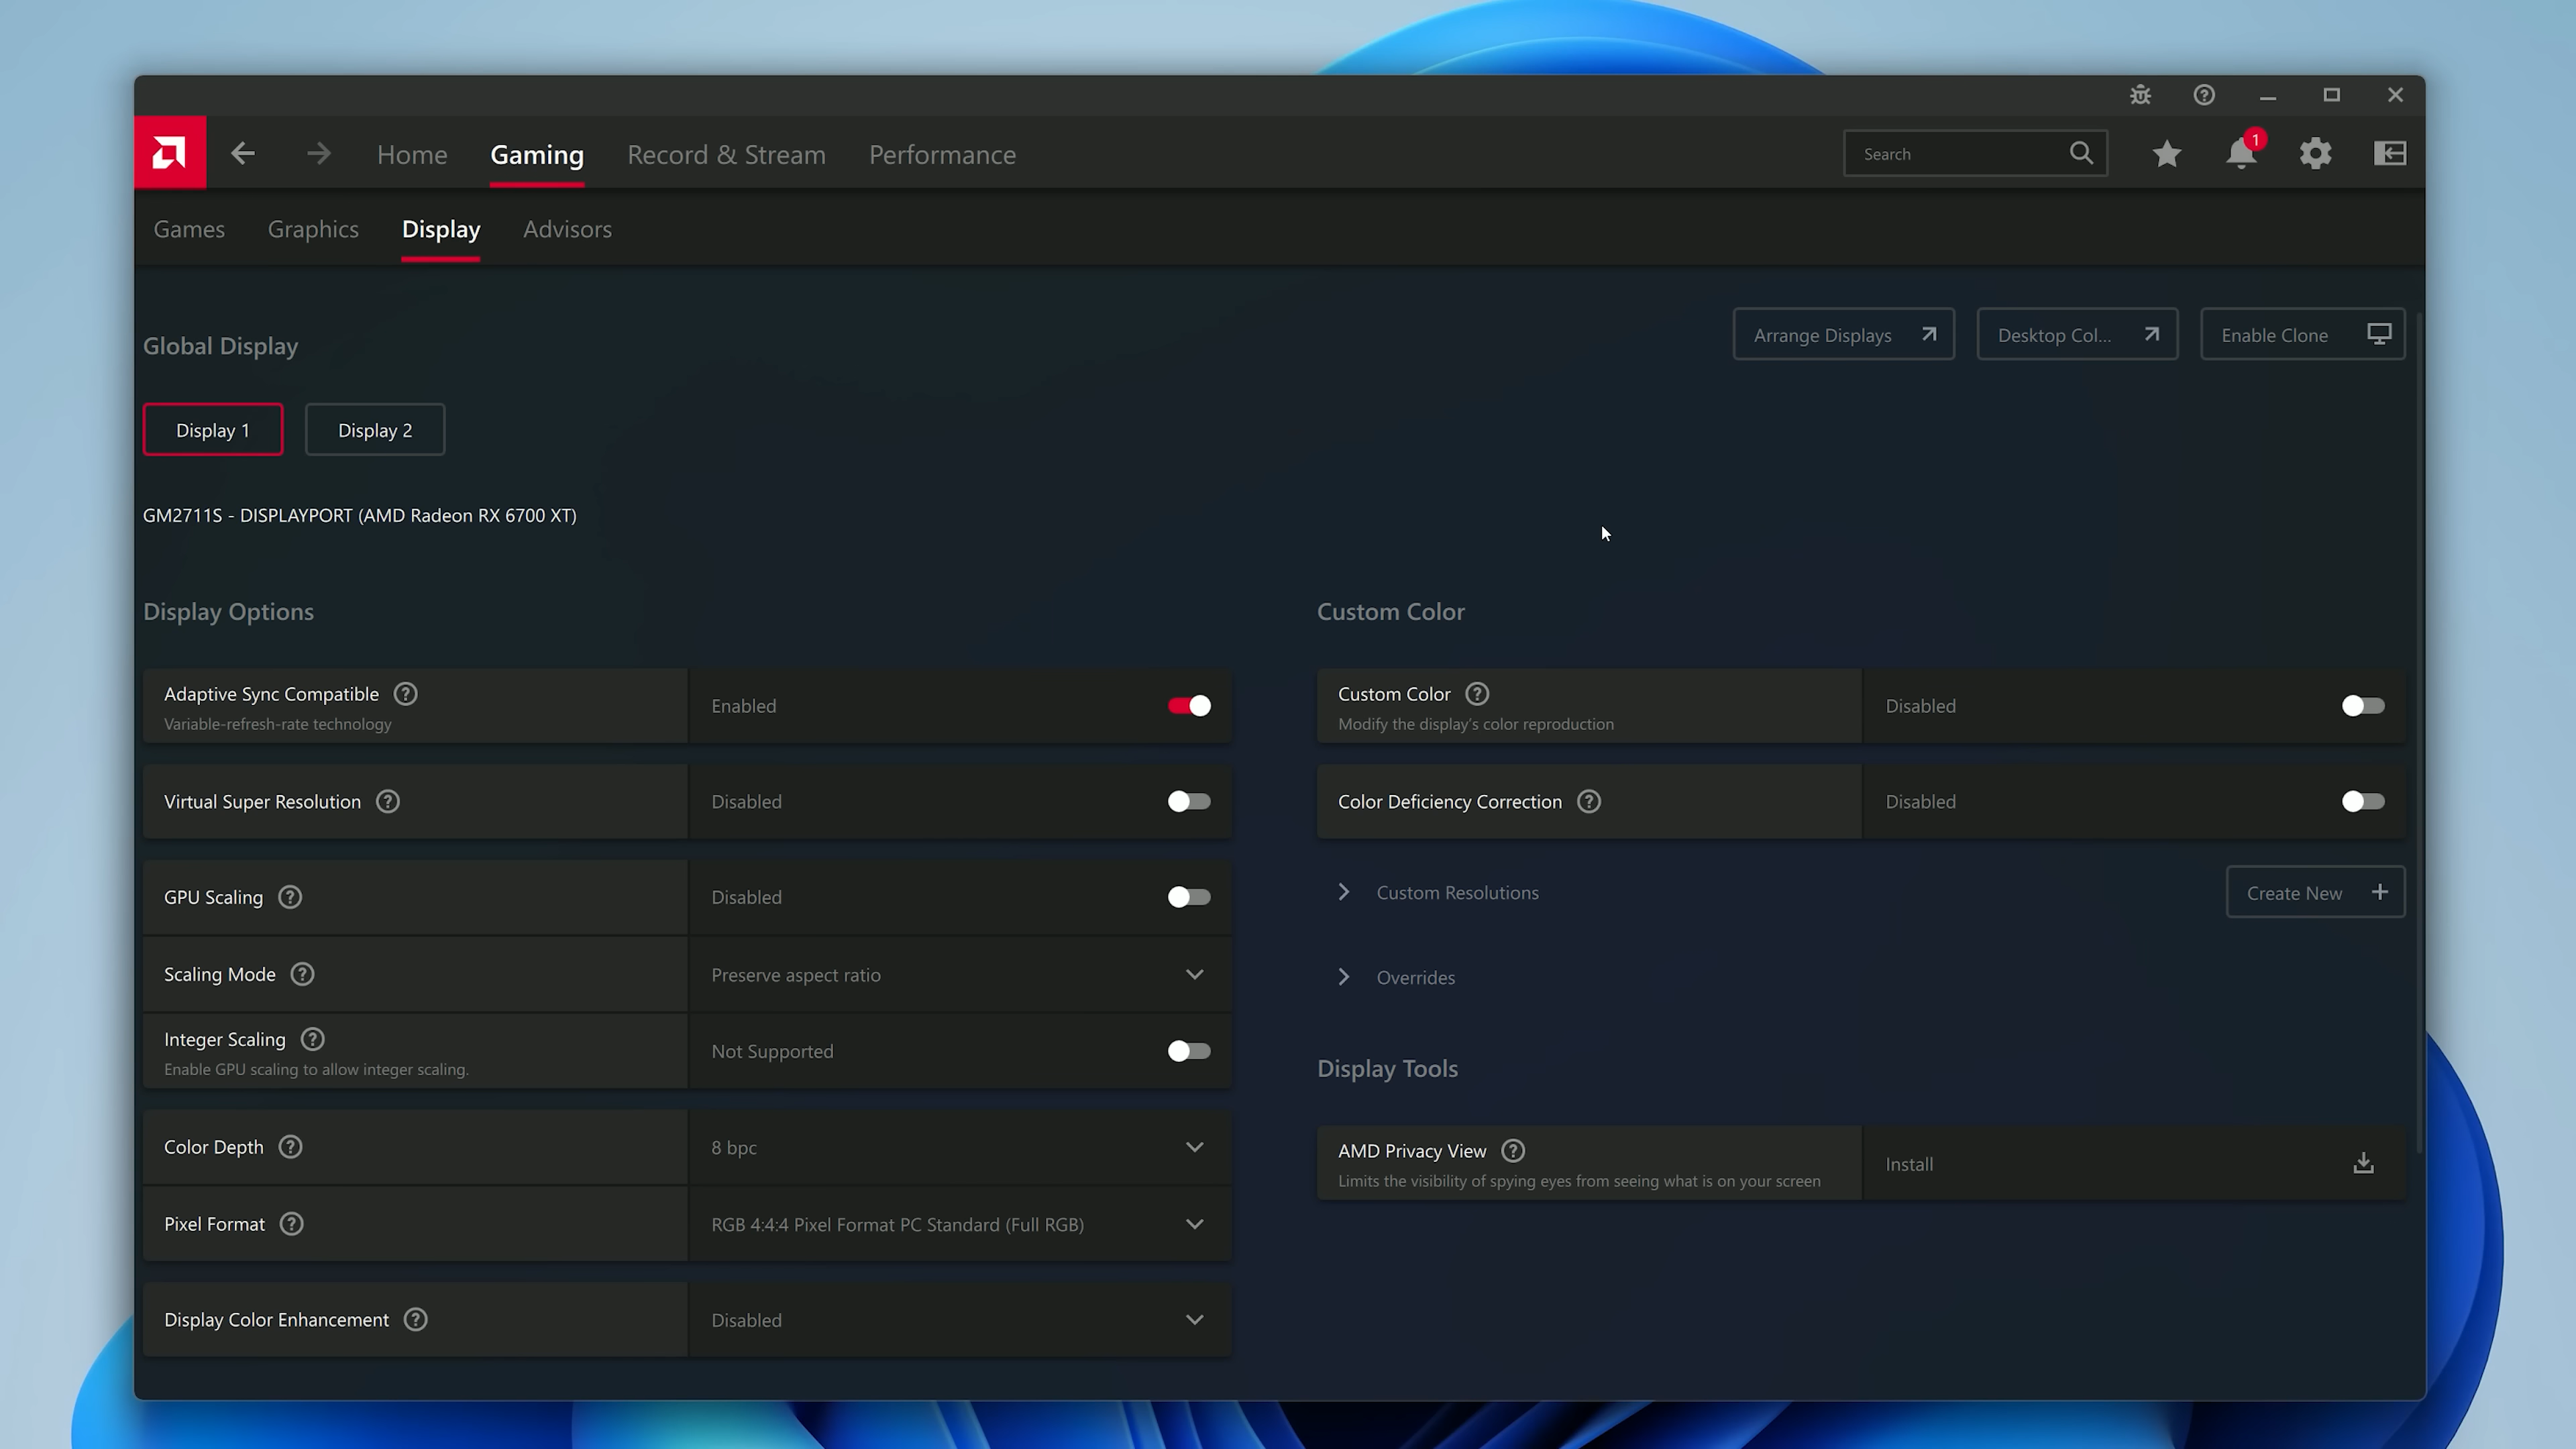 Home
Gaming
Record & Stream
Performance
Search
1
Games
Graphics
Display
Advisors
Global Display
Arrange Displays
Desktop Col...
Enable Clone
Display 1
Display 2
GM2711S - DISPLAYPORT (AMD Radeon RX 6700 XT)
Display Options
Adaptive Sync Compatible
Variable-refresh-rate technology
Enabled
Virtual Super Resolution
Disabled
GPU Scaling
Disabled
Scaling Mode
Preserve aspect ratio
Integer Scaling
Enable GPU scaling to allow integer scaling.
Not Supported
Color Depth
8 bpc
Pixel Format
RGB 4:4:4 Pixel Format PC Standard (Full RGB)
Display Color Enhancement
Disabled
Custom Color
Custom Color
Modify the display's color reproduction
Disabled
Color Deficiency Correction
Disabled
Custom Resolutions
Create New
Overrides
Display Tools
AMD Privacy View
Limits the visibility of spying eyes from seeing what is on your screen
Install